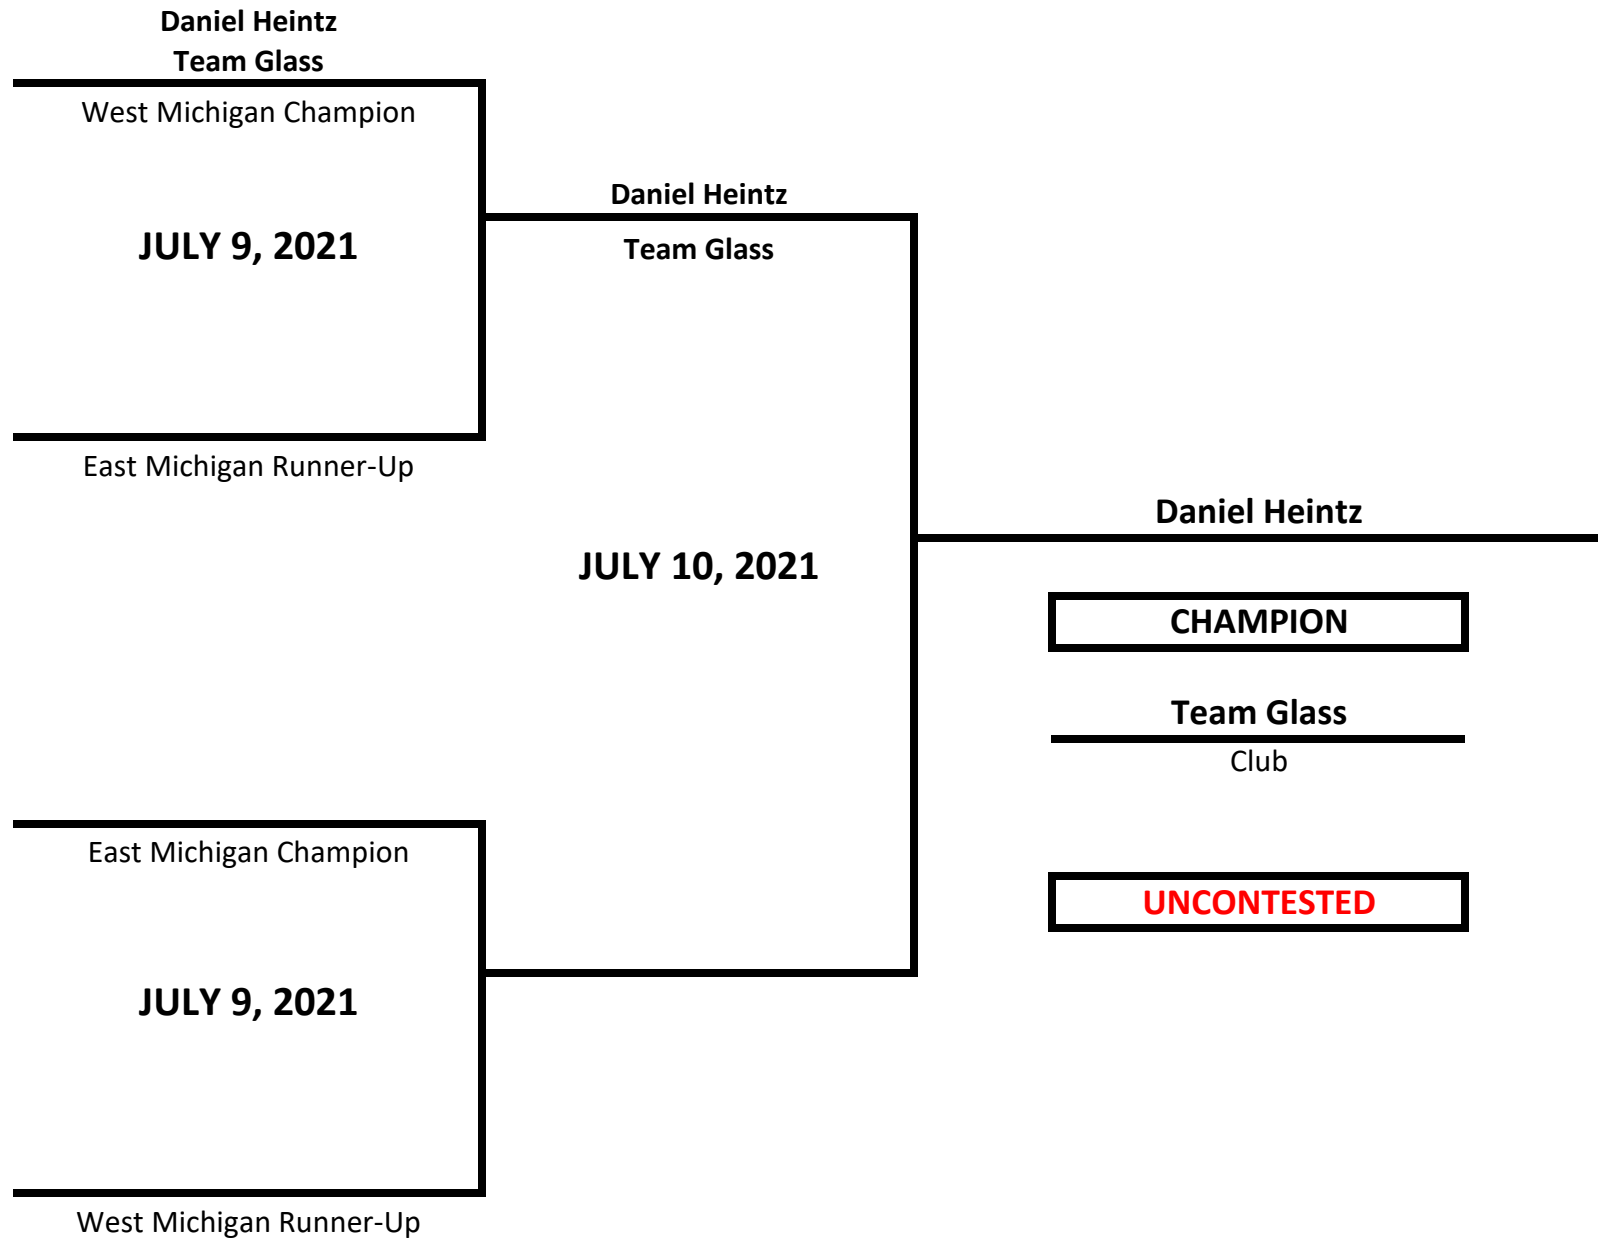 Daniel Heintz
Team Glass
West Michigan Champion
JULY 9, 2021
East Michigan Runner-Up
Daniel Heintz
Team Glass
JULY 10, 2021
East Michigan Champion
JULY 9, 2021
West Michigan Runner-Up
Daniel Heintz
CHAMPION
Team Glass
Club
UNCONTESTED